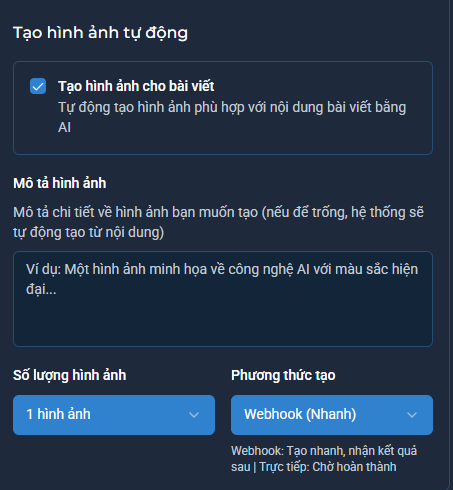 Tạo hình ảnh tự động
Tạo hình ảnh cho bài viết
Tự động tạo hình ảnh phù hợp với nội dung bài viết bằng
AI
Mô tả hình ảnh
Mô tả chi tiết về hình ảnh bạn muốn tạo (nếu để trống, hệ thống sẽ
tự động tạo từ nội dung)
Ví dụ: Một hình ảnh minh họa về công nghệ AI với màu sắc hiện
đại...
Số lượng hình ảnh
1 hình ảnh
Phương thức tạo
Webhook (Nhanh)
Webhook: Tạo nhanh, nhận kết quả
sau | Trực tiếp: Chờ hoàn thành